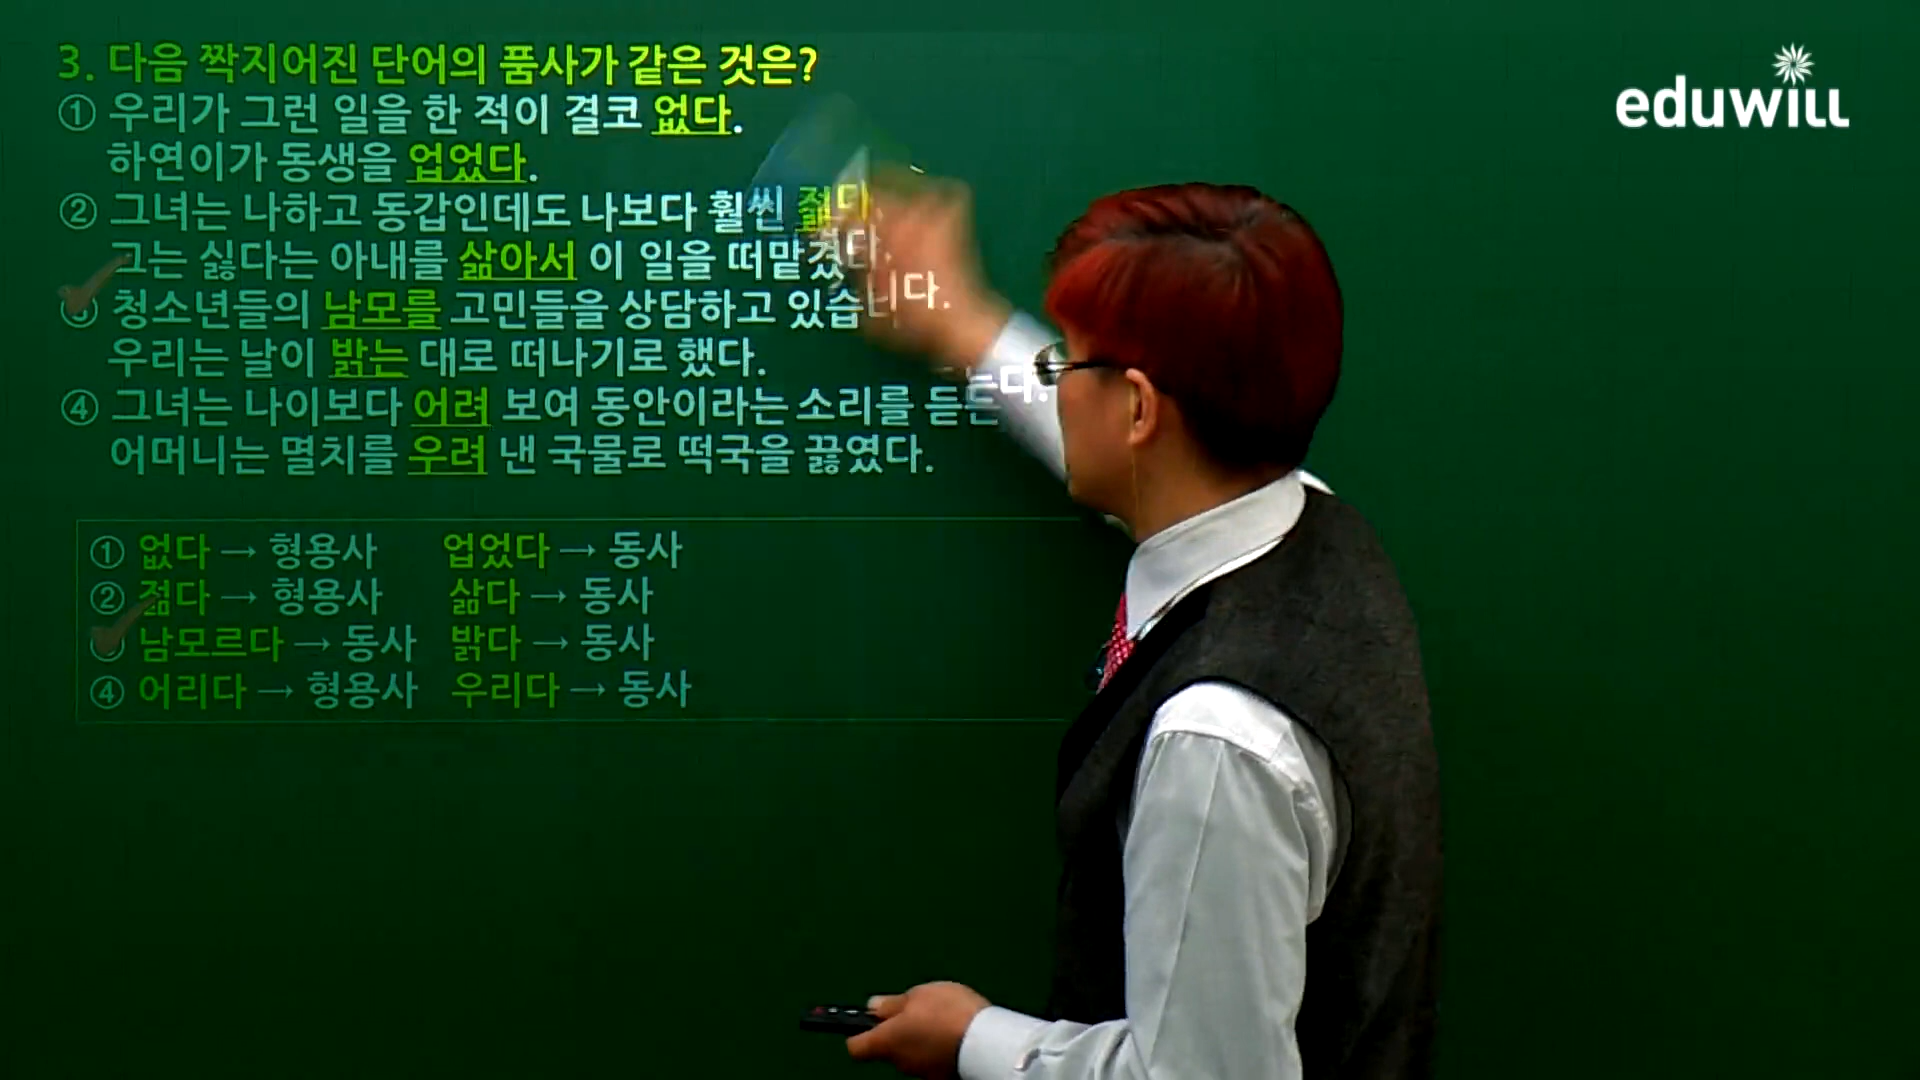 3. 다음 짝지어진 단어의 품사가 같은 것은?
① 우리가 그런 일을 한 적이 결코 없다.
하연이가 동생을 업었다.
② 그녀는 나하고 동갑인데도 나보다 훨씬 젊다.
그는 싫다는 아내를 삶아서 이 일을 떠맡겼다.
③ 청소년들의 남모를 고민들을 상담하고 있습니다.
우리는 날이 밝는 대로 떠나기로 했다.
④ 그녀는 나이보다 어려 보여 동안이라는 소리를 듣는다.
어머니는 멸치를 우려 낸 국물로 떡국을 끓였다.
① 없다 → 형용사 업었다 → 동사
② 젊다 → 형용사 삶다 → 동사
③ 남모르다 → 동사 밝다 → 동사
④ 어리다 → 형용사 우리다 → 동사
eduwill